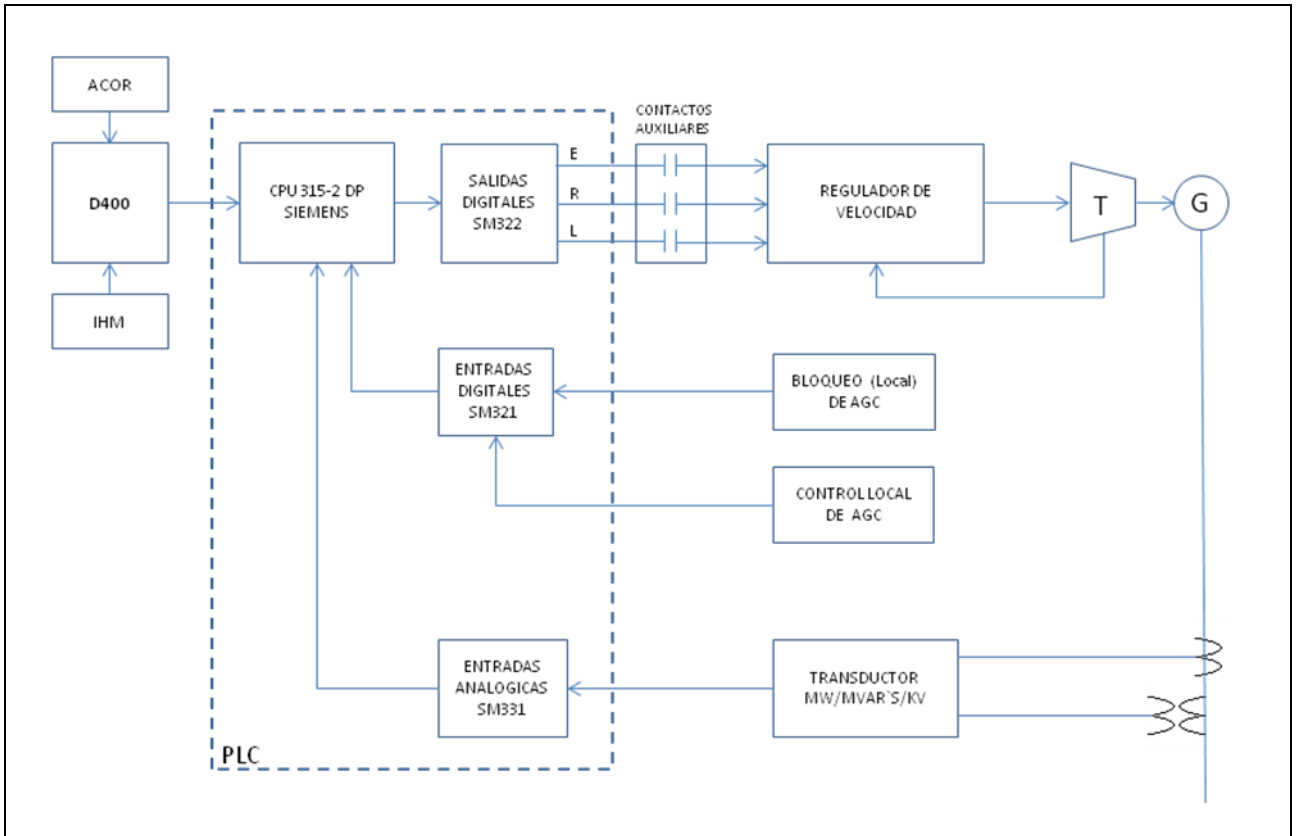 ACOR
D400
IHM
CPU 315-2 DP
SIEMENS
SALIDAS
DIGITALES
SM322
E
R
L
CONTACTOS
AUXILIARES
REGULADOR DE
VELOCIDAD
T
G
ENTRADAS
DIGITALES
SM321
BLOQUEO (Local)
DE AGC
CONTROL LOCAL
DE AGC
ENTRADAS
ANALOGICAS
SM331
TRANSDUCTOR
MW/MVAR`S/KV
PLC